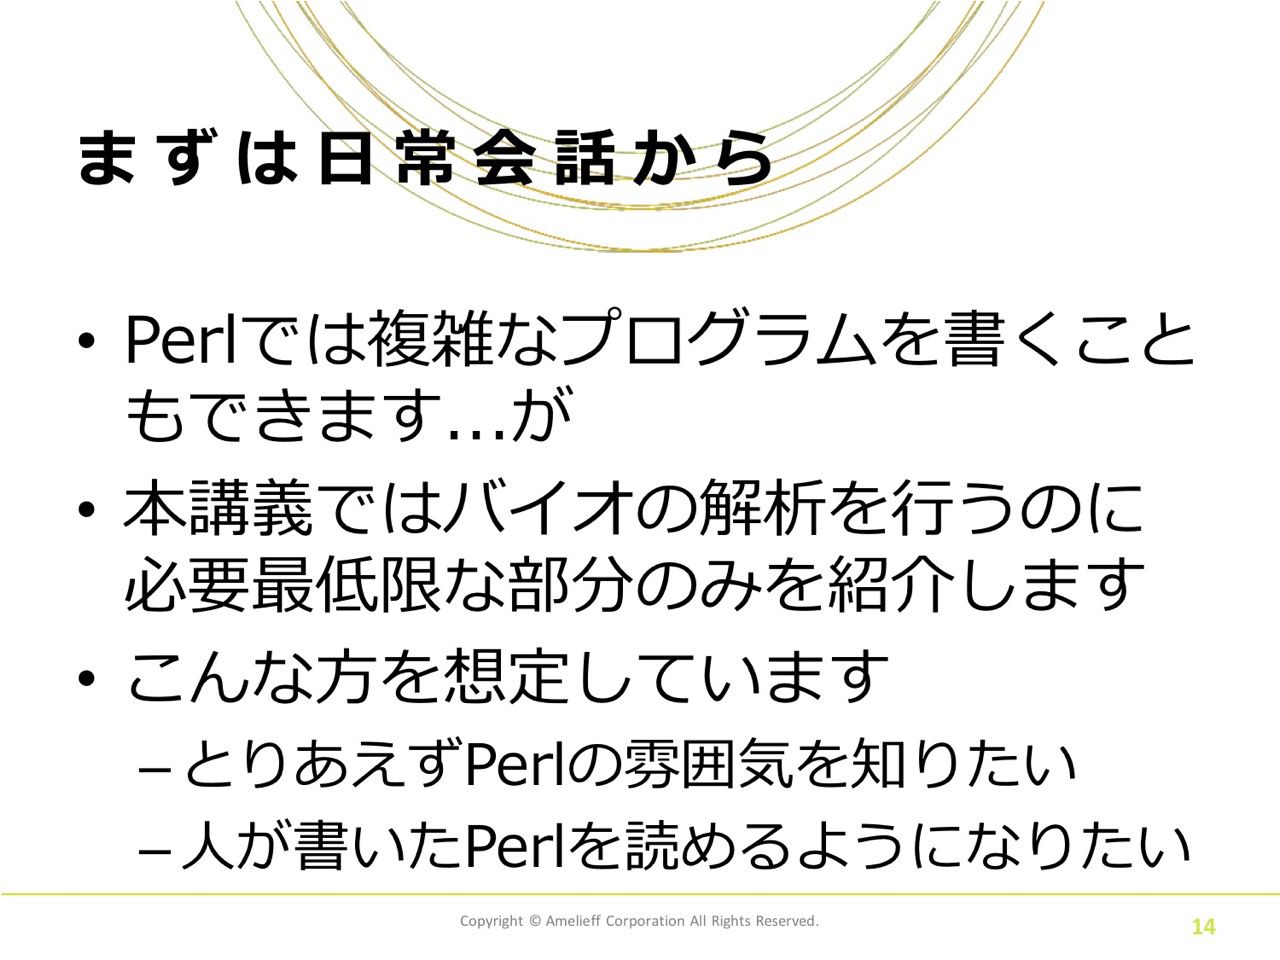 まずは日常会話から
• Perlでは複雑なプログラムを書くこと
もできます…が
• 本講義ではバイオの解析を行うのに
必要最低限な部分のみを紹介します
• こんな方を想定しています
–とりあえずPerlの雰囲気を知りたい
–人が書いたPerlを読めるようになりたい
Copyright © Amelieff Corporation All Rights Reserved.
14